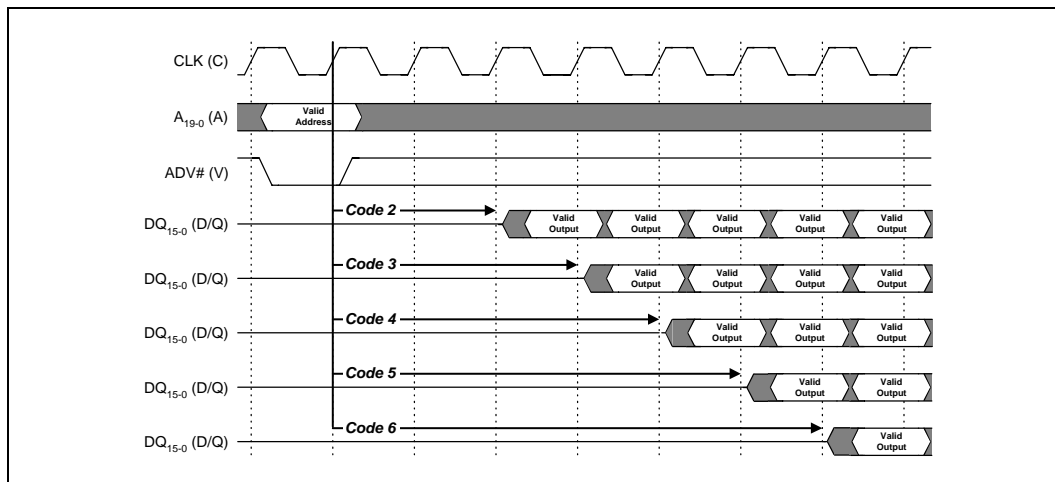 CLK (C)
A19-0 (A)
Valid
Address
ADV# (V)
Code 2
DQ15-0 (D/Q)
Valid
Output
Valid
Output
Valid
Output
Valid
Output
Valid
Output
Code 3
DQ15-0 (D/Q)
Valid
Output
Valid
Output
Valid
Output
Valid
Output
Code 4
DQ15-0 (D/Q)
Valid
Output
Valid
Output
Valid
Output
Code 5
DQ15-0 (D/Q)
Valid
Output
Valid
Output
Code 6
DQ15-0 (D/Q)
Valid
Output